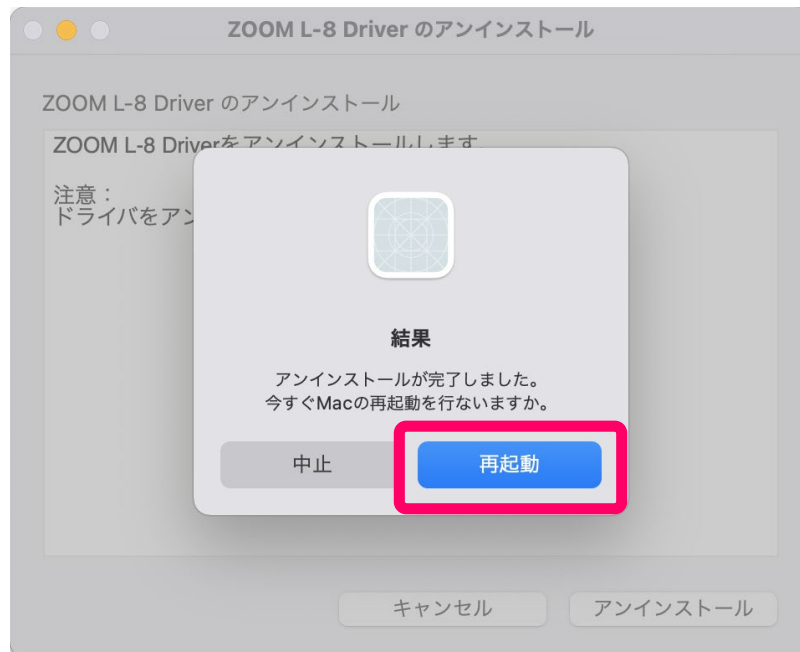 ZOOM L-8 Driver のアンインストール
ZOOM L-8 Driver のアンインストール
ZOOM L-8 Driverをアンインストールします。
注意：
ドライバをアン
結果
アンインストールが完了しました。
今すぐMacの再起動を行ないますか。
中止
再起動
キャンセル
アンインストール